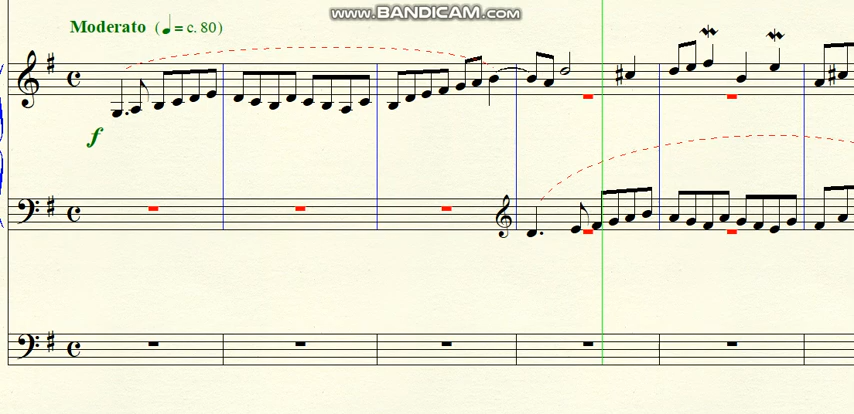 www.BANDICAM.com
Moderato (♩ = c. 80)
f